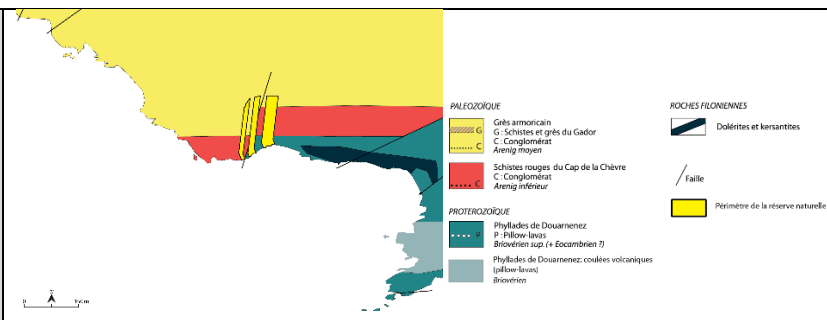 PALEOZOÏQUE
G
C
Grès armoricain
G : Schistes et grès du Gador
C : Conglomérat
Arenig moyen
C
Schistes rouges du Cap de la Chèvre
C : Conglomérat
Arenig inférieur
PROTEROZOÏQUE
P
Phyllades de Douarnenez
P : Pillow-lavas
Briovérien sup. (+ Eocambrien ?)
Phyllades de Douarnenez: coulées volcaniques
(pillow-lavas)
Briovérien
ROCHES FILONIENNES
Dolérites et kersantites
Faille
Périmètre de la réserve naturelle
0